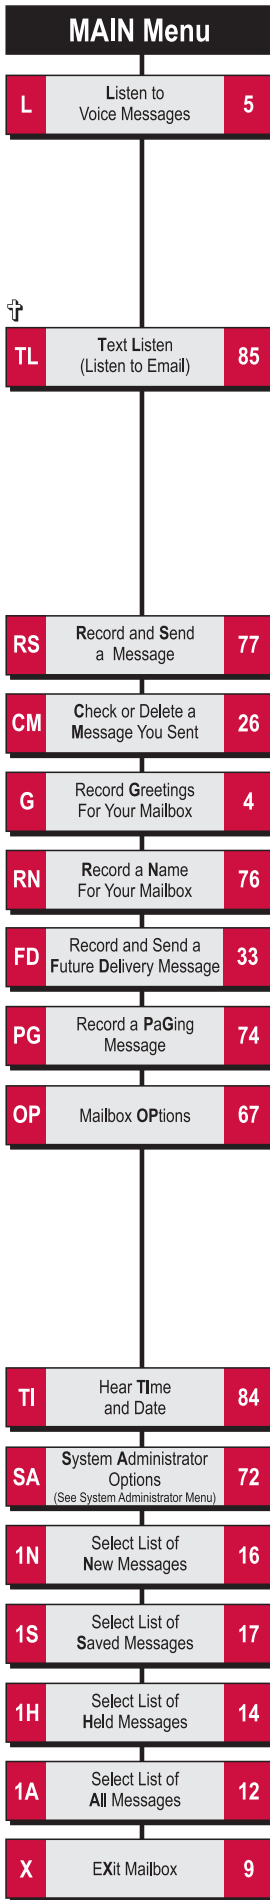 MAIN Menu
L
Listen to
Voice Messages
5
✞
TL
Text Listen
(Listen to Email)
85
RS
Record and Send
a Message
77
CM
Check or Delete a
Message You Sent
26
G
Record Greetings
For Your Mailbox
4
RN
Record a Name
For Your Mailbox
76
FD
Record and Send a
Future Delivery Message
33
PG
Record a PaGing
Message
74
OP
Mailbox OPtions
67
TI
Hear TIme
and Date
84
SA
System Administrator
Options
(See System Administrator Menu)
72
1N
Select List of
New Messages
16
1S
Select List of
Saved Messages
17
1H
Select List of
Held Messages
14
1A
Select List of
All Messages
12
X
EXit Mailbox
9